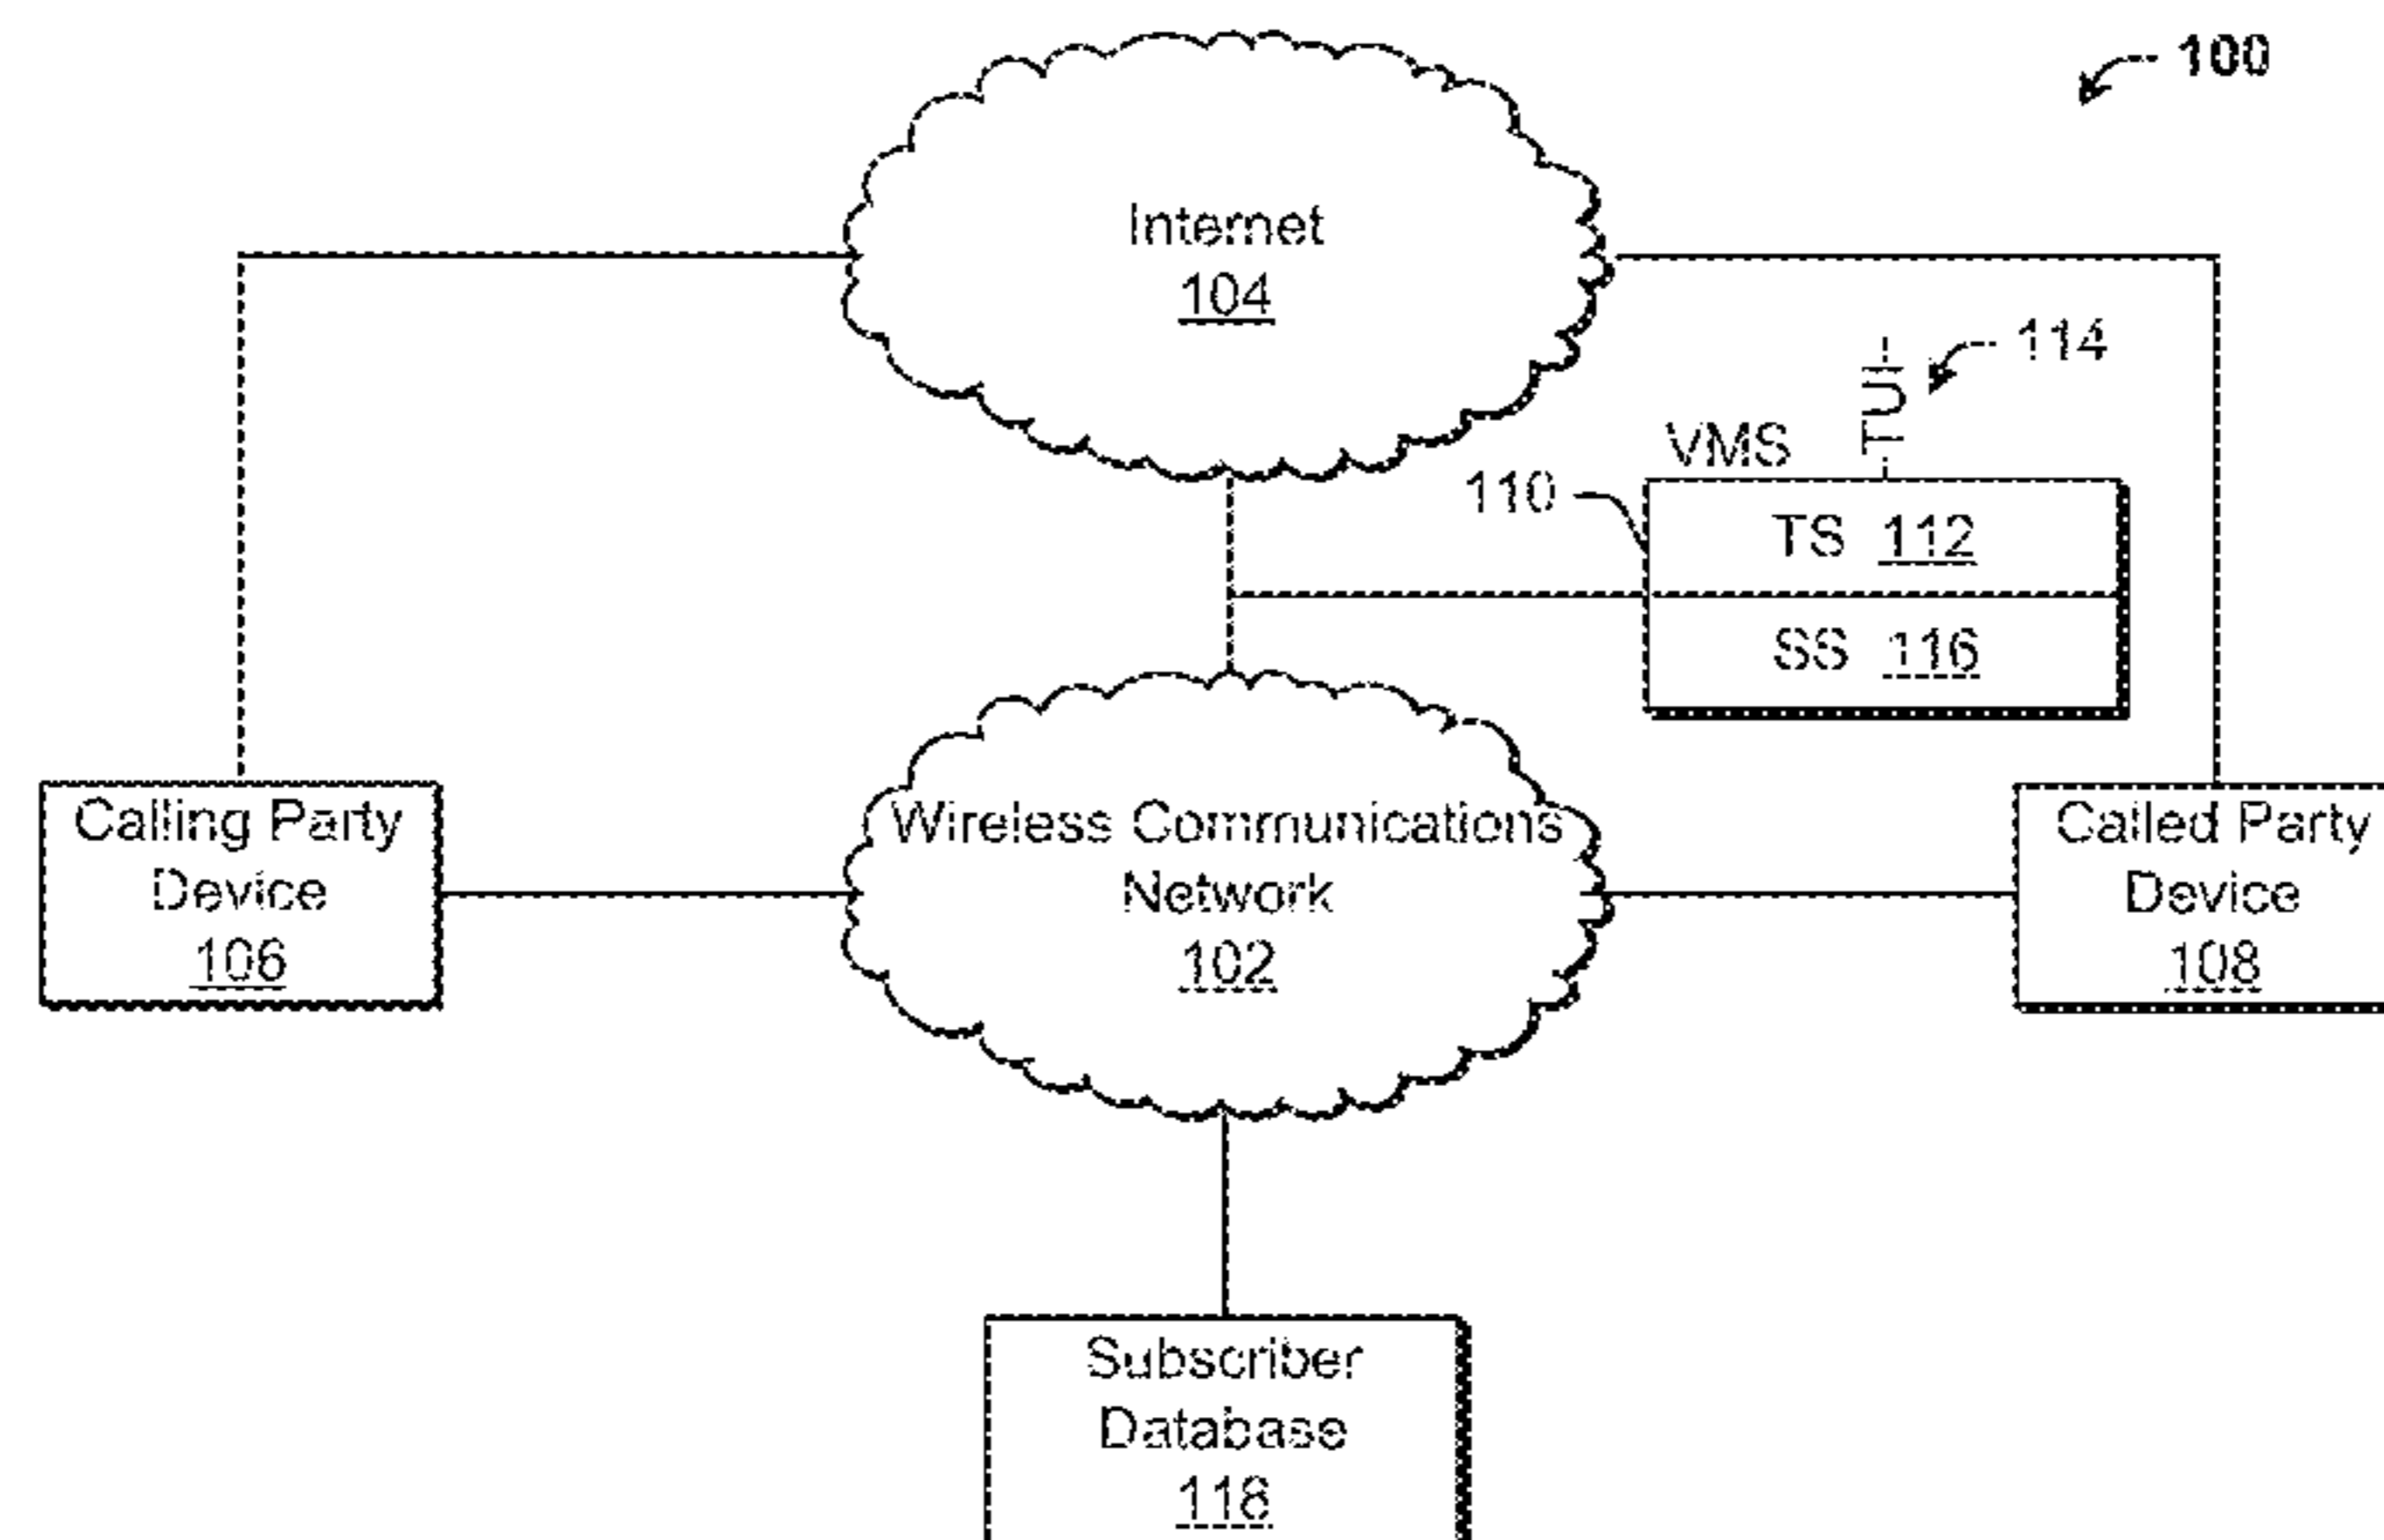 100
Internet
104
114
TUI
VMS
110
TS 112
SS 116
Calling Party
Device
106
Wireless Communications
Network
102
Called Party
Device
108
Subscriber
Database
118